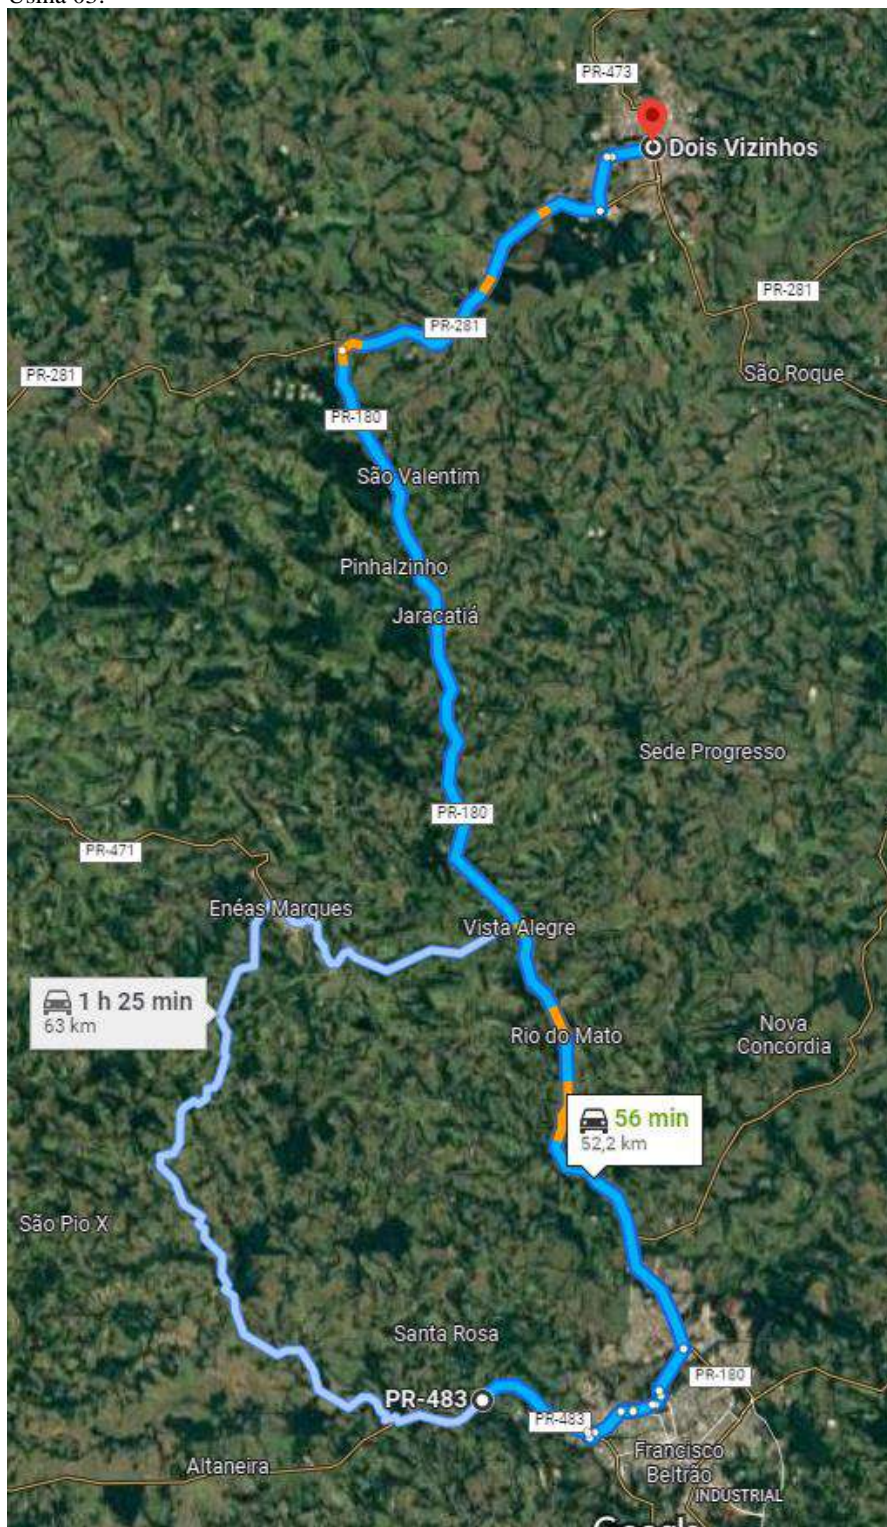 PR-473
Dois Vizinhos
PR-281
PR-281
PR-281
São Roque
PR-180
São Valentim
Pinhalzinho
Jaracatiá
Sede Progresso
PR-180
PR-471
Enéas Marques
Vista Alegre
1 h 25 min
63 km
Rio do Mato
Nova
Concórdia
56 min
52,2 km
São Pio X
Santa Rosa
PR-180
PR-483
PR-483
Francisco
Beltrão
Altaneira
INDUSTRIAL